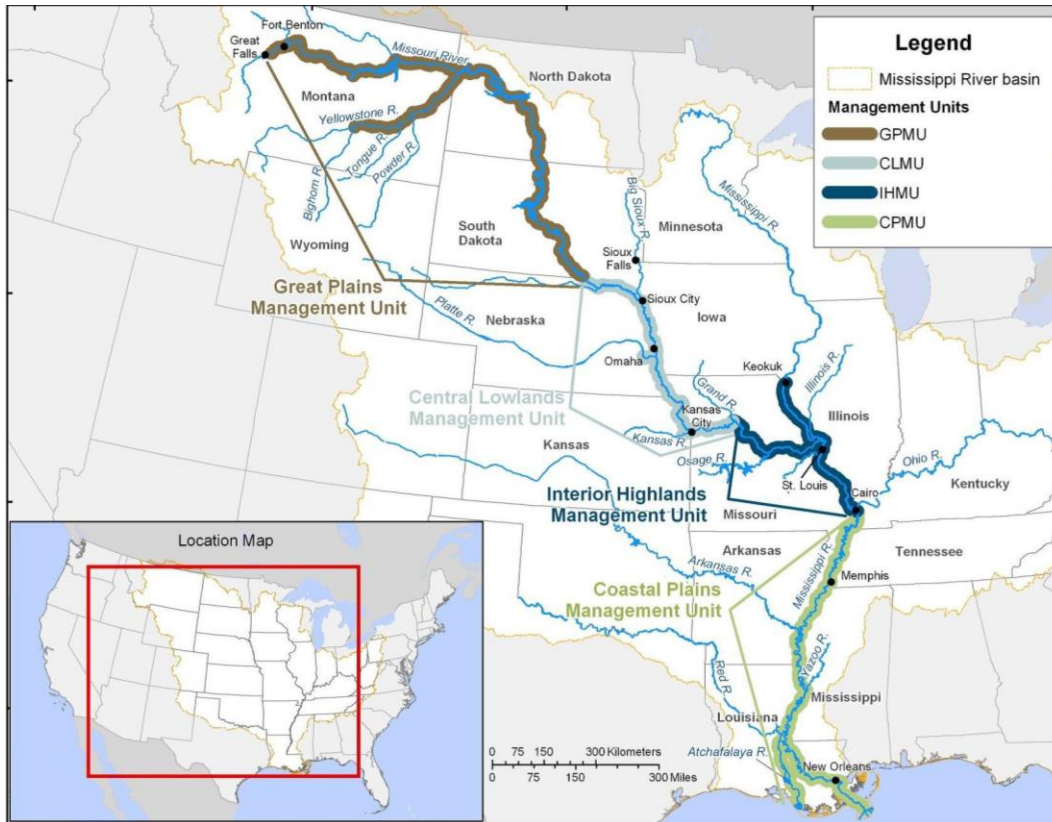 Fort Benton
Great
Falls
Missouri River
North Dakota
Montana
Yellowstone R.
Tongue R.
Powder R.
Bighorn R.
Big Sioux R.
Mississippi R.
Minnesota
South
Dakota
Wyoming
Sioux
Falls
Great Plains
Management Unit
Sioux City
Platte R.
Nebraska
Iowa
Omaha
Keokuk
Illinois R.
Grand R.
Central Lowlands
Management Unit
Kansas
City
Illinois
Kansas
Kansas R.
Osage R.
Ohio R.
St. Louis
Cairo
Kentucky
Interior Highlands
Management Unit
Missouri
Arkansas
Tennessee
Arkansas R.
Mississippi R.
Memphis
Coastal Plains
Management Unit
Yazoo R.
Red R.
Mississippi
Louisiana
Atchafalaya R.
New Orleans
0 75 150 300 Kilometers
0 75 150 300 Miles
Legend
Mississippi River basin
Management Units
GPMU
CLMU
IHMU
CPMU
Location Map